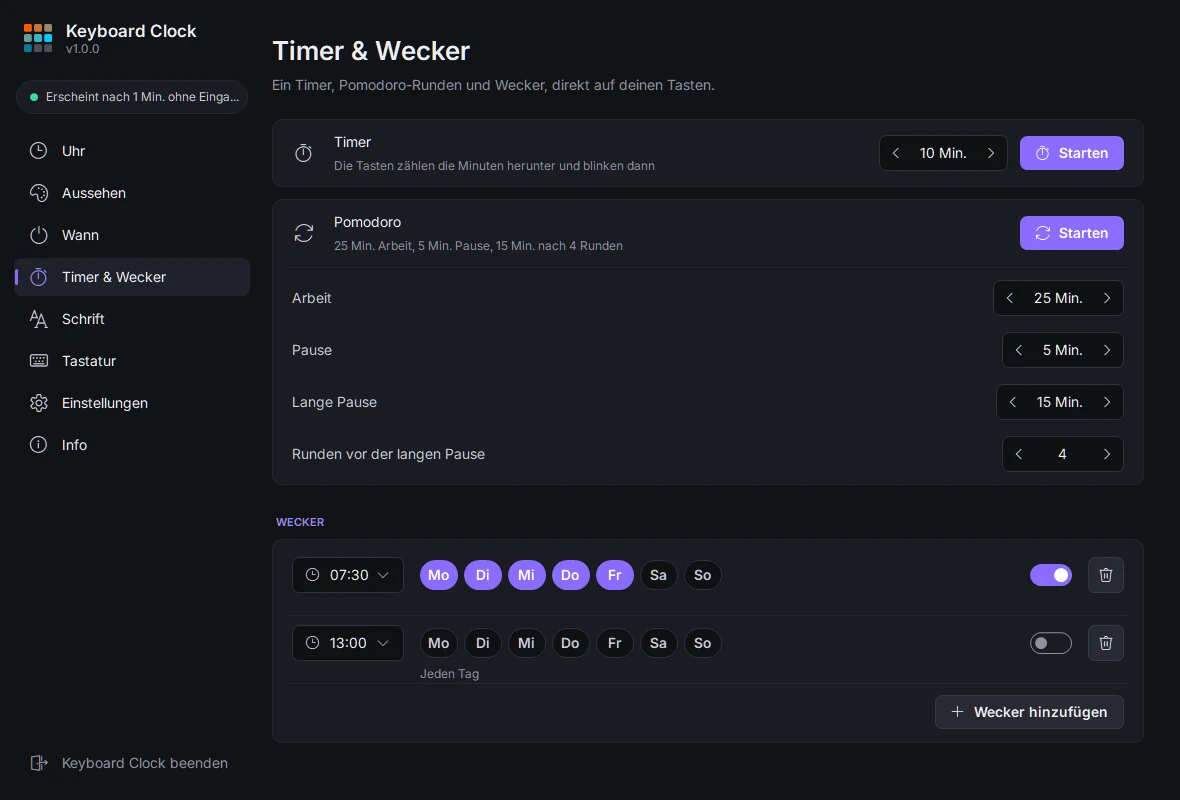 Keyboard Clock
v1.0.0
Erscheint nach 1 Min. ohne Einga...
Uhr
Aussehen
Wann
Timer & Wecker
Schrift
Tastatur
Einstellungen
Info
Keyboard Clock beenden
Timer & Wecker
Ein Timer, Pomodoro-Runden und Wecker, direkt auf deinen Tasten.
Timer
Die Tasten zählen die Minuten herunter und blinken dann
10 Min.
Starten
Pomodoro
25 Min. Arbeit, 5 Min. Pause, 15 Min. nach 4 Runden
Starten
Arbeit
25 Min.
Pause
5 Min.
Lange Pause
15 Min.
Runden vor der langen Pause
4
WECKER
07:30 Mo Di Mi Do Fr Sa So
13:00 Mo Di Mi Do Fr Sa So
Jeden Tag
Wecker hinzufügen